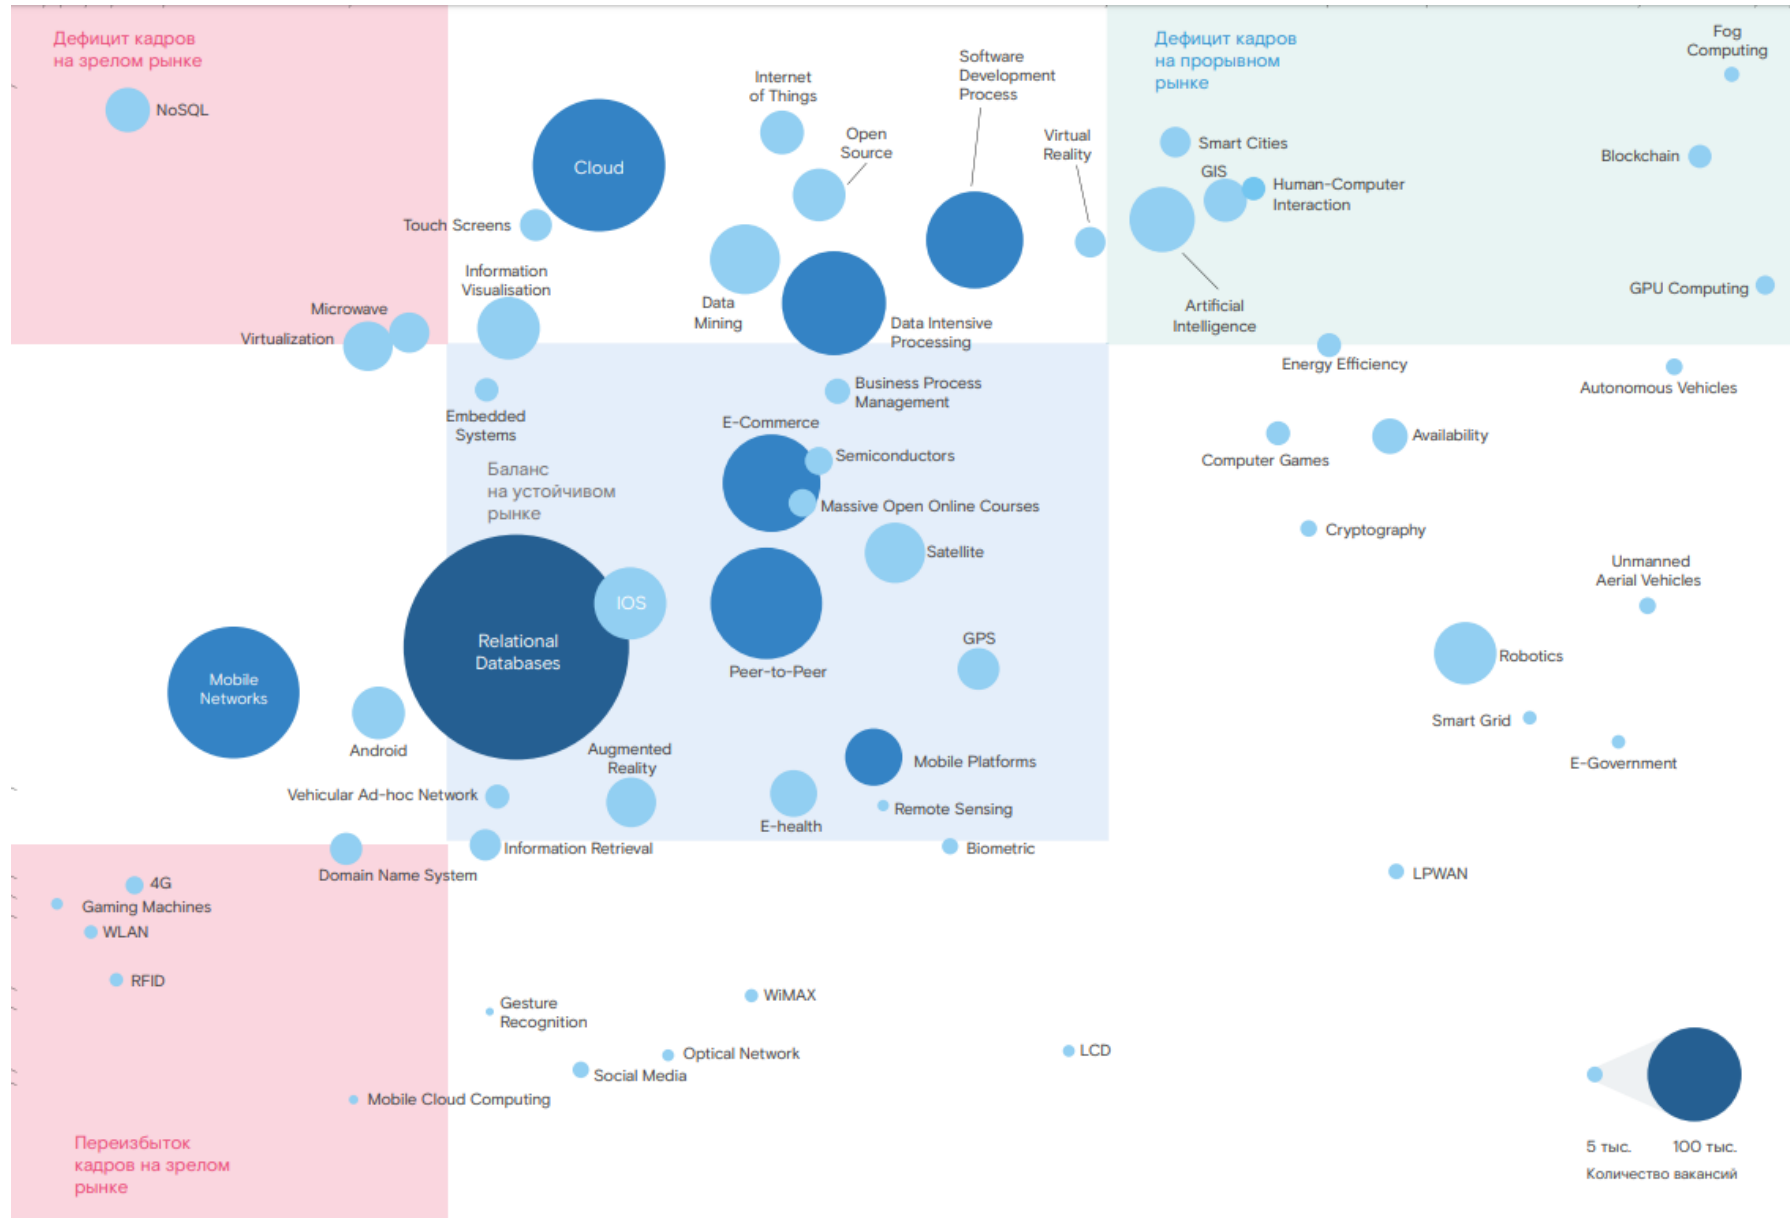 Дефицит кадров
на зрелом рынке
NoSQL
Cloud
Touch Screens
Information
Visualisation
Microwave
Virtualization
Internet
of Things
Open
Source
Software
Development
Process
Virtual
Reality
Data
Mining
Data Intensive
Processing
Дефицит кадров
на прорывном
рынке
Fog
Computing
Smart Cities
GIS
Human-Computer
Interaction
Blockchain
Artificial
Intelligence
GPU Computing
Energy Efficiency
Autonomous Vehicles
Embedded
Systems
Business Process
Management
E-Commerce
Semiconductors
Massive Open Online Courses
Баланс
на устойчивом
рынке
Computer Games
Availability
Cryptography
Satellite
Unmanned
Aerial Vehicles
IOS
Relational
Databases
Peer-to-Peer
GPS
Robotics
Mobile
Networks
Android
Smart Grid
E-Government
Augmented
Reality
Mobile Platforms
Vehicular Ad-hoc Network
E-health
Remote Sensing
Information Retrieval
Biometric
Domain Name System
LPWAN
4G
Gaming Machines
WLAN
RFID
Gesture
Recognition
WiMAX
Optical Network
Social Media
LCD
Mobile Cloud Computing
Переизбыток
кадров на зрелом
рынке
5 тыс.
100 тыс.
Количество вакансий